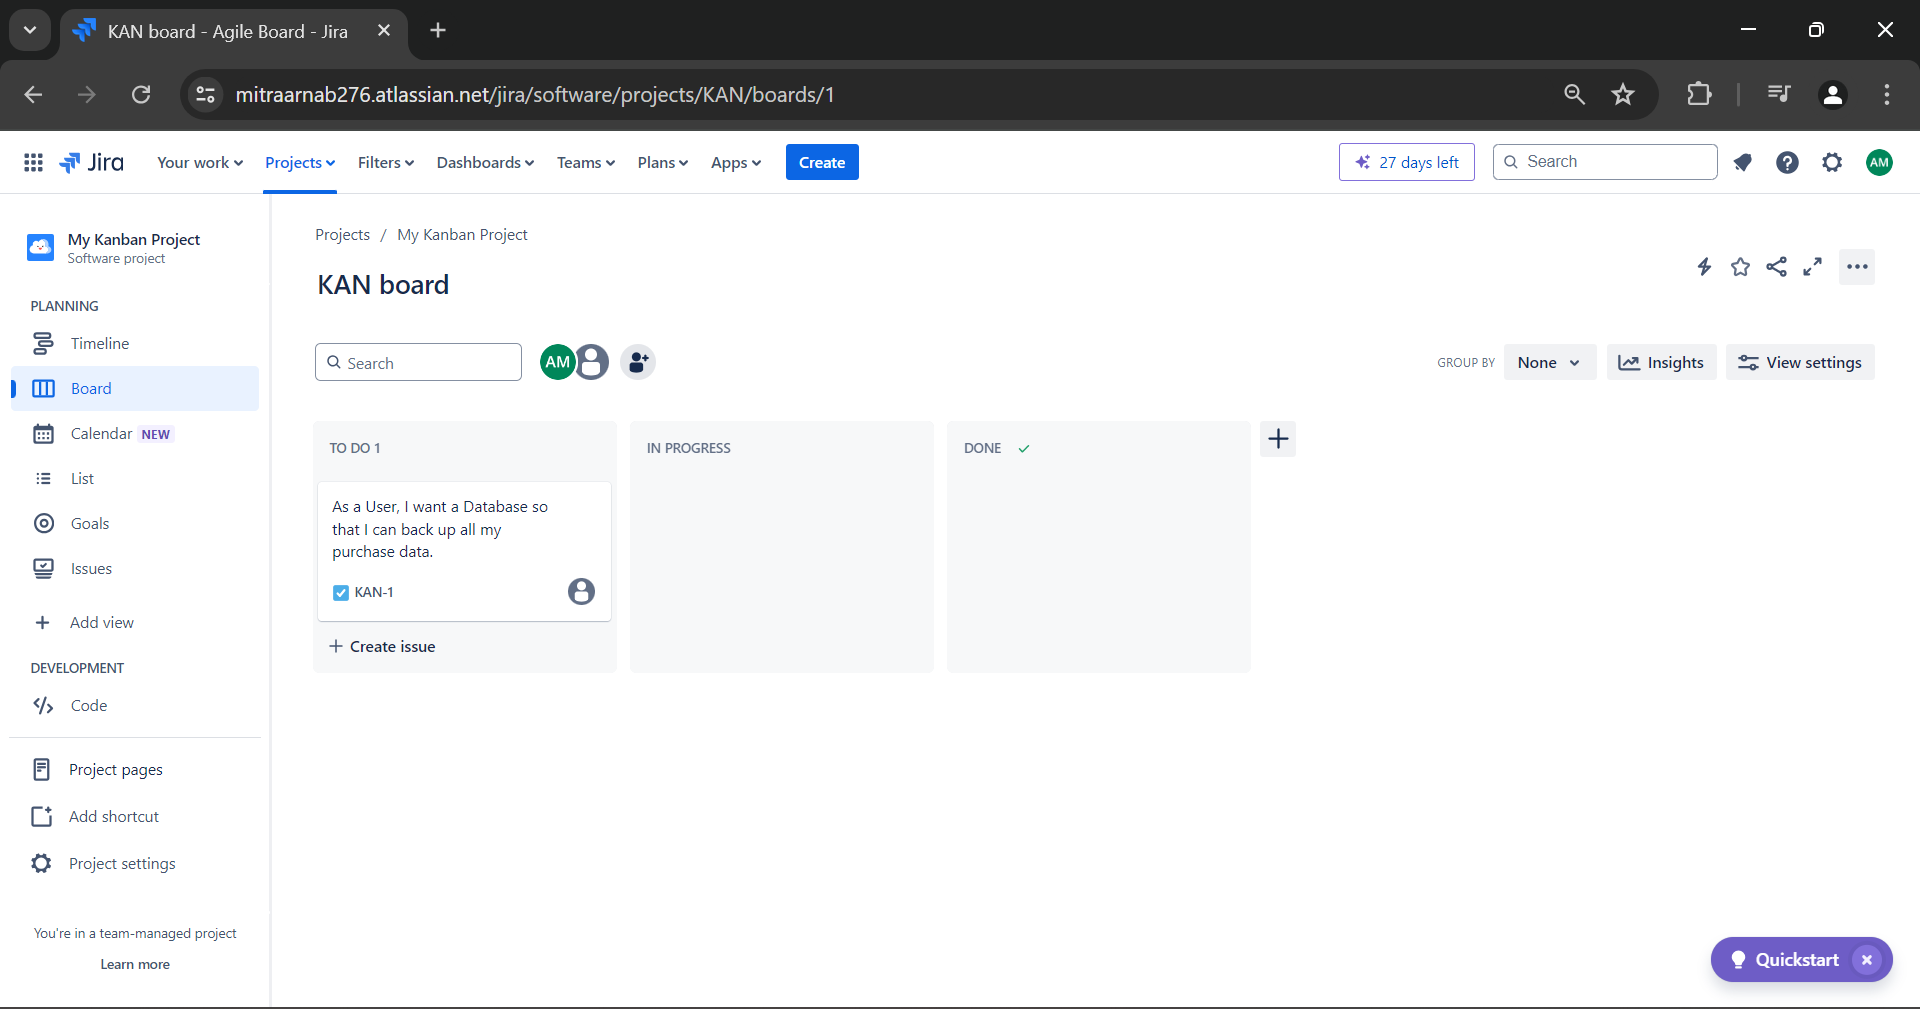 KAN board - Agile Board - Jira
mitraarnab276.atlassian.net/jira/software/projects/KAN/boards/1
Jira
Your work
Projects
Filters
Dashboards
Teams
Plans
Apps
Create
27 days left
Search
AM
My Kanban Project
Software project
PLANNING
Timeline
Board
Calendar NEW
List
Goals
Issues
Add view
DEVELOPMENT
Code
Project pages
Add shortcut
Project settings
You're in a team-managed project
Learn more
Projects / My Kanban Project
KAN board
Search
AM
GROUP BY
None
Insights
View settings
TO DO 1
As a User, I want a Database so
that I can back up all my
purchase data.
KAN-1
Create issue
IN PROGRESS
DONE
Quickstart